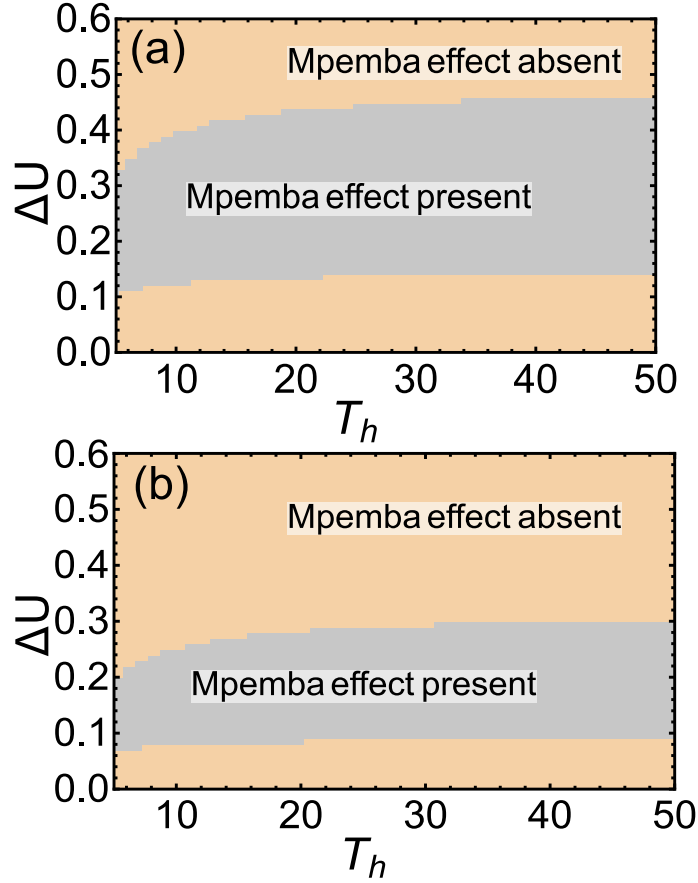 0.6
(a)
Mpemba effect absent
0.5
0.4
0.3
Mpemba effect present
ΔU
0.2
0.1
0.0
10 20 30 40 50
T_h
0.6
(b)
Mpemba effect absent
0.5
0.4
0.3
ΔU
0.2
Mpemba effect present
0.1
0.0
10 20 30 40 50
T_h